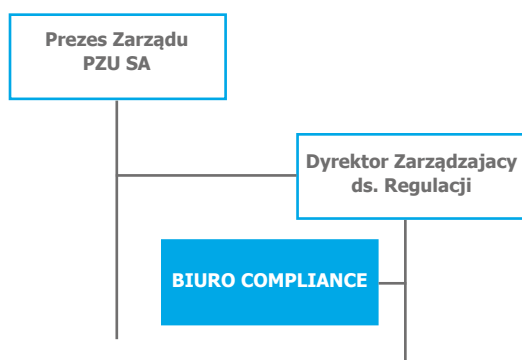 Prezes Zarządu
PZU SA
Dyrektor Zarządzajacy
ds. Regulacji
BIURO COMPLIANCE